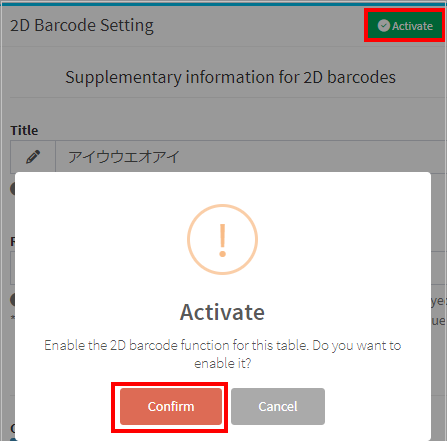 2D Barcode Setting
Activate
Supplementary information for 2D barcodes
Title
アイウウエオアイ
Activate
Enable the 2D barcode function for this table. Do you want to
enable it?
Confirm
Cancel